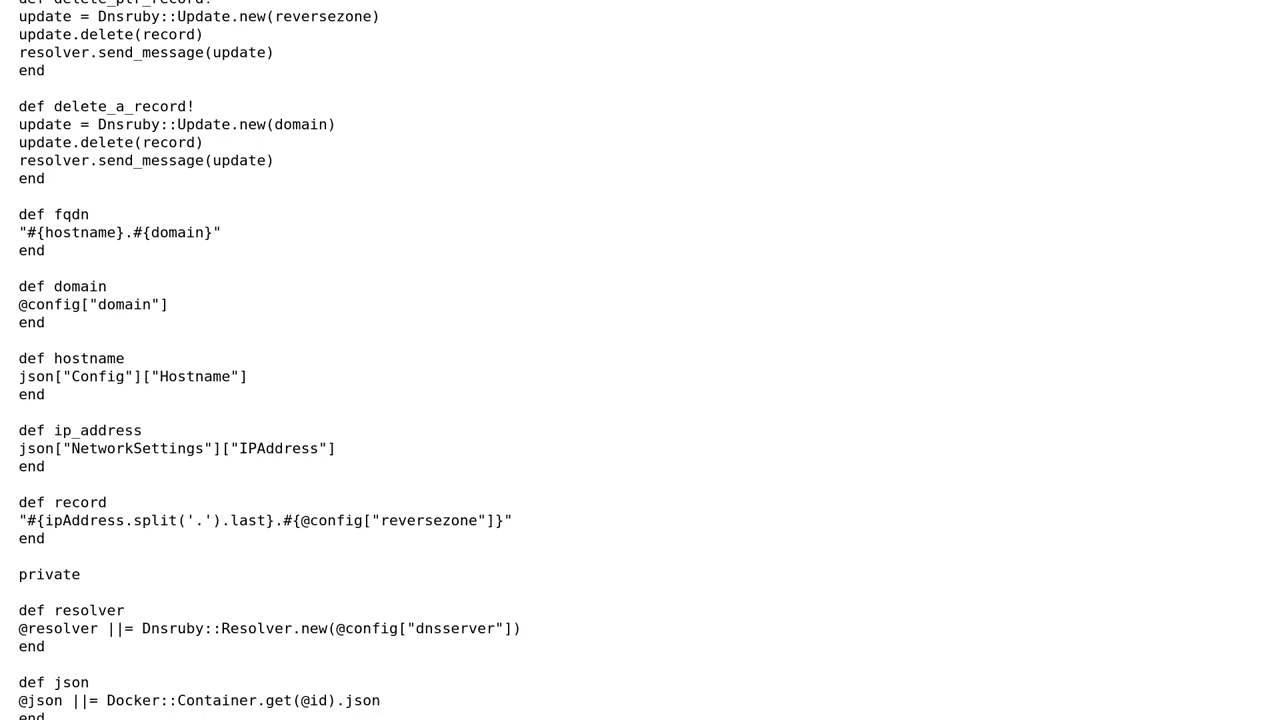 def delete_ptr_record!
update = Dnsruby::Update.new(reversezone)
update.delete(record)
resolver.send_message(update)
end
def delete_a_record!
update = Dnsruby::Update.new(domain)
update.delete(record)
resolver.send_message(update)
end
def fqdn
"#{hostname}.#{domain}"
end
def domain
@config["domain"]
end
def hostname
json["Config"]["Hostname"]
end
def ip_address
json["NetworkSettings"]["IPAddress"]
end
def record
"#{ipAddress.split('.').last}.#{@config["reversezone"]}"
end
private
def resolver
@resolver ||= Dnsruby::Resolver.new(@config["dnsserver"])
end
def json
@json ||= Docker::Container.get(@id).json
end